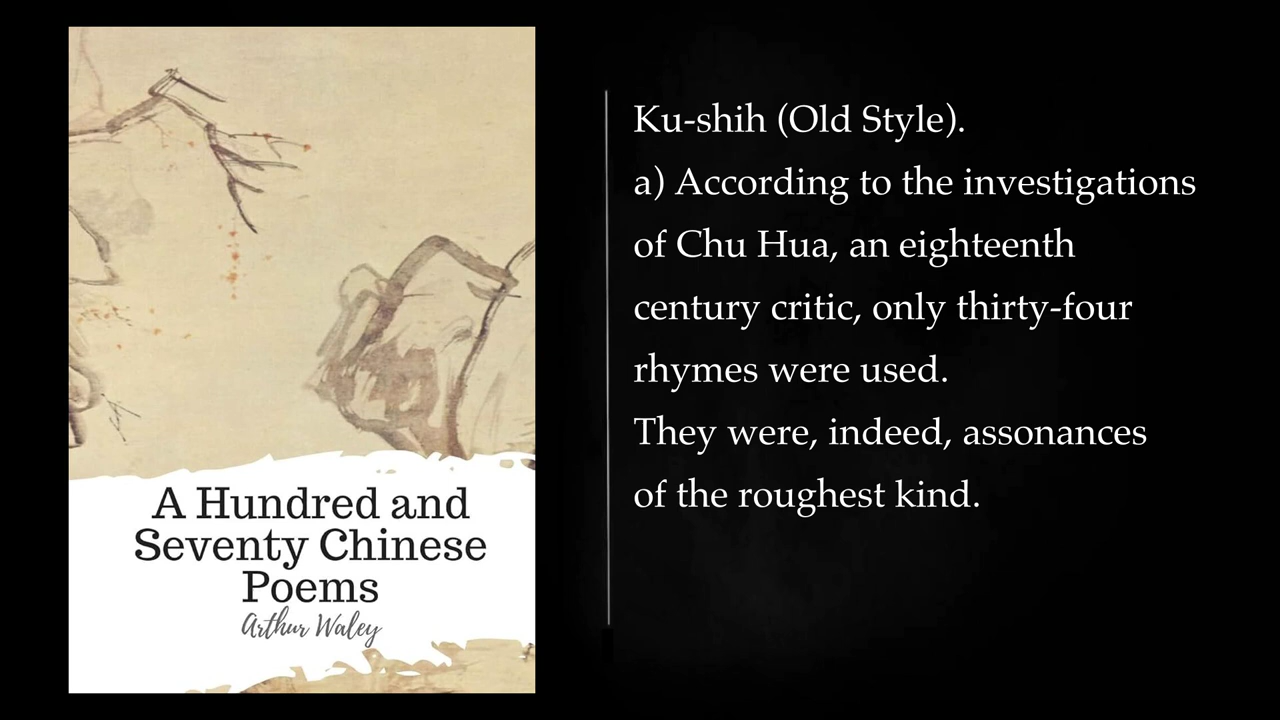 A Hundred and
Seventy Chinese
Poems
Arthur Waley
Ku-shih (Old Style).
a) According to the investigations
of Chu Hua, an eighteenth
century critic, only thirty-four
rhymes were used.
They were, indeed, assonances
of the roughest kind.